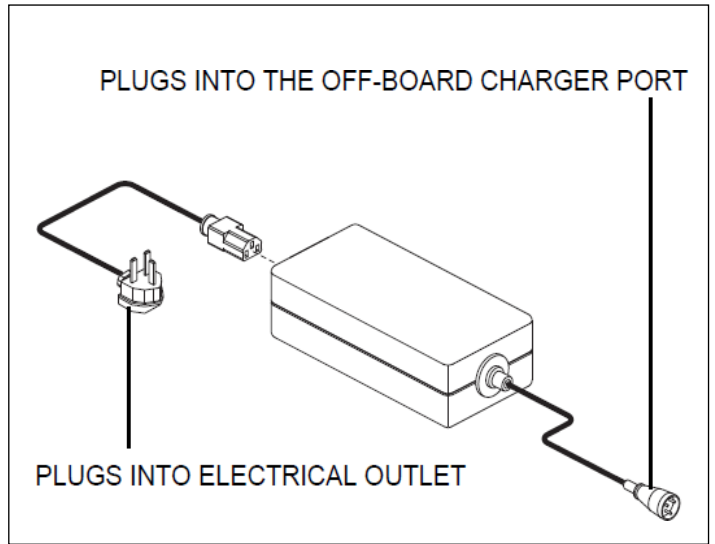 PLUGS INTO THE OFF-BOARD CHARGER PORT
PLUGS INTO ELECTRICAL OUTLET